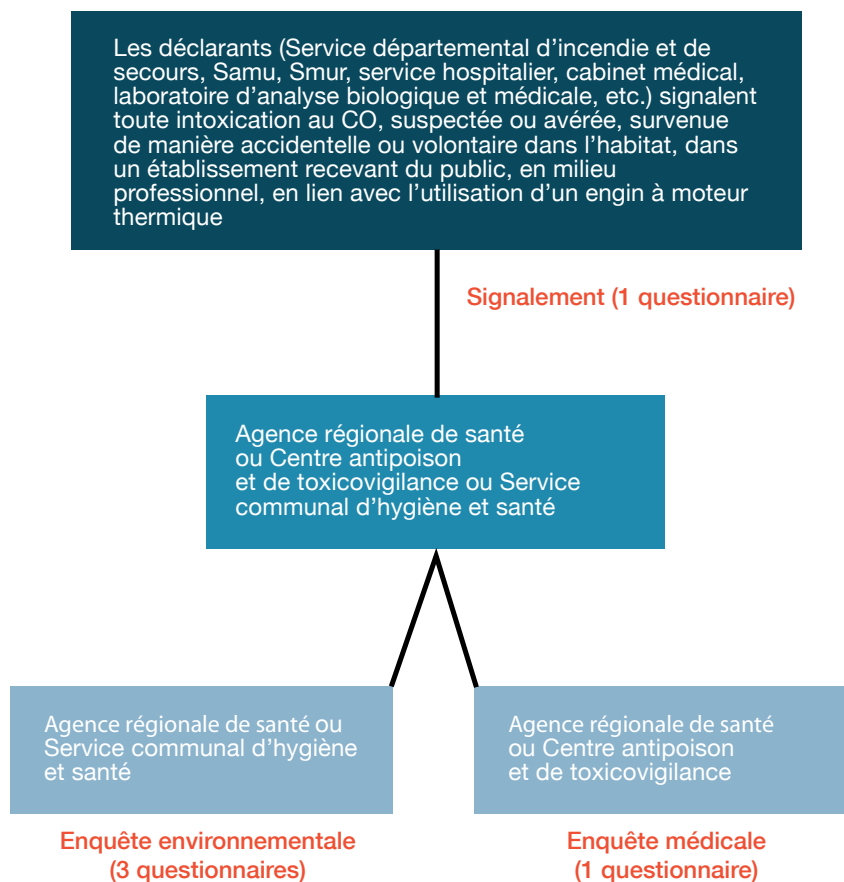 Les déclarants (Service départemental d’incendie et de
secours, Samu, Smur, service hospitalier, cabinet médical,
laboratoire d’analyse biologique et médicale, etc.) signalent
toute intoxication au CO, suspectée ou avérée, survenue
de manière accidentelle ou volontaire dans l’habitat, dans
un établissement recevant du public, en milieu
professionnel, en lien avec l’utilisation d’un engin à moteur
thermique
Signalement (1 questionnaire)
Agence régionale de santé
ou Centre antipoison
et de toxicovigilance ou Service
communal d’hygiène et santé
Agence régionale de santé ou
Service communal d’hygiène
et santé
Enquête environnementale
(3 questionnaires)
Agence régionale de santé
ou Centre antipoison
et de toxicovigilance
Enquête médicale
(1 questionnaire)